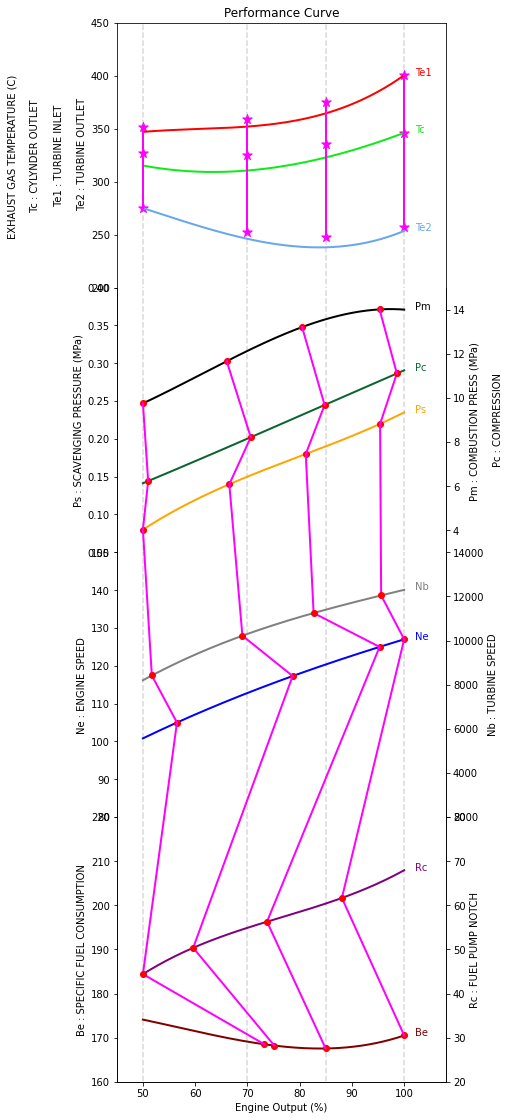 Performance Curve
EXHAUST GAS TEMPERATURE (C)
Tc : CYLYNDER OUTLET
Te1 : TURBINE INLET
Te2 : TURBINE OUTLET
450
400
350
300
250
200
Te1
Tc
Te2
Ps : SCAVENGING PRESSURE (MPa)
0.40
0.35
0.30
0.25
0.20
0.15
0.10
0.05
Pm
Pc
Ps
14
12
10
8
6
4
Pm : COMBUSTION PRESS (MPa)
Pc : COMPRESSION
Ne : ENGINE SPEED
150
140
130
120
110
100
90
80
Nb
Ne
14000
12000
10000
8000
6000
4000
2000
Nb : TURBINE SPEED
Be : SPECIFIC FUEL CONSUMPTION
220
210
200
190
180
170
160
Rc
Be
80
70
60
50
40
30
20
Rc : FUEL PUMP NOTCH
50 60 70 80 90 100
Engine Output (%)